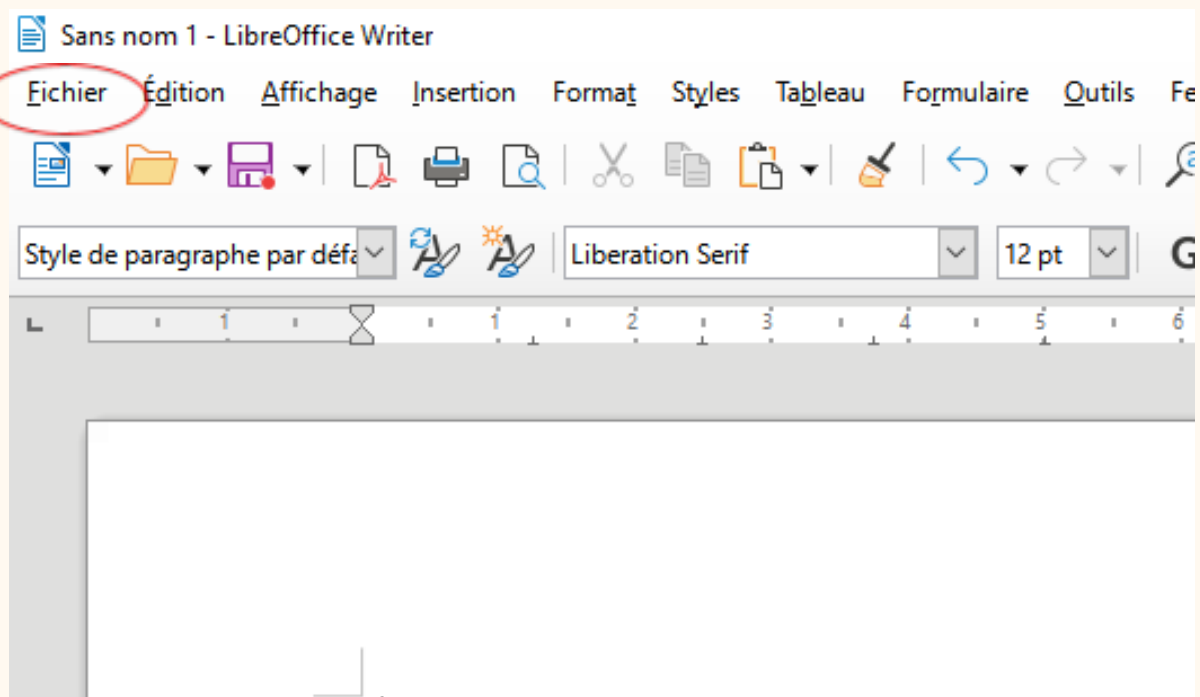 Sans nom 1 - LibreOffice Writer
Fichier Édition Affichage Insertion Format Styles Tableau Formulaire Outils Fe
Style de paragraphe par défa Liberation Serif 12 pt G
1 1 2 3 4 5 6